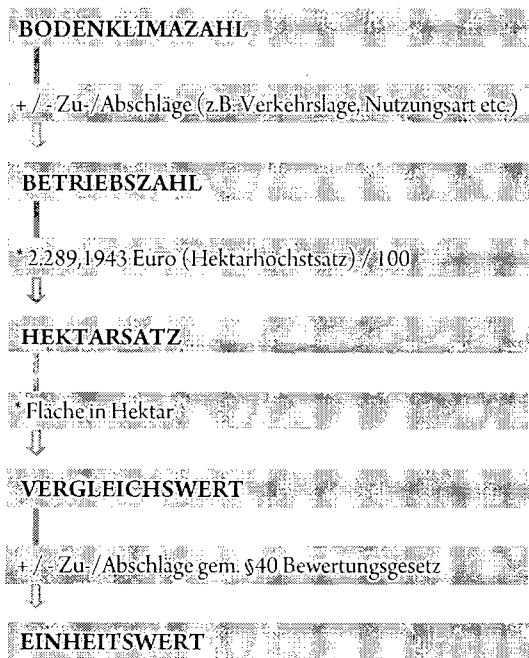 BODENKLIMAZAHL
+ / - Zu-/Abschläge (z.B. Verkehrslage, Nutzungsart etc.)
BETRIEBSZAHL
* 2.289,1943 Euro (Hektarhöchstsatz) / 100
HEKTARSATZ
* Fläche in Hektar
VERGLEICHSWERT
+ / - Zu-/Abschläge gem. §40 Bewertungsgesetz
EINHEITSWERT